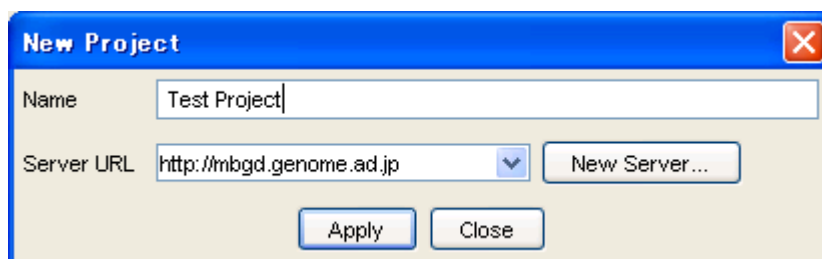 New Project
Name Test Project
Server URL http://mbgd.genome.ad.jp New Server...
Apply Close